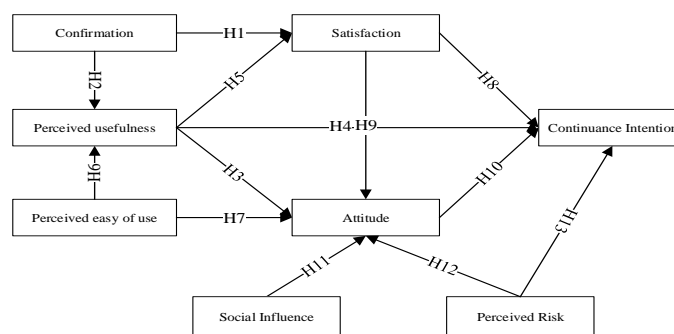 Confirmation
H1
Satisfaction
H2
H5
H8
Perceived usefulness
H4
H9
Continuance Intention
H6
H3
H10
Perceived easy of use
H7
Attitude
H13
H11
H12
Social Influence
Perceived Risk